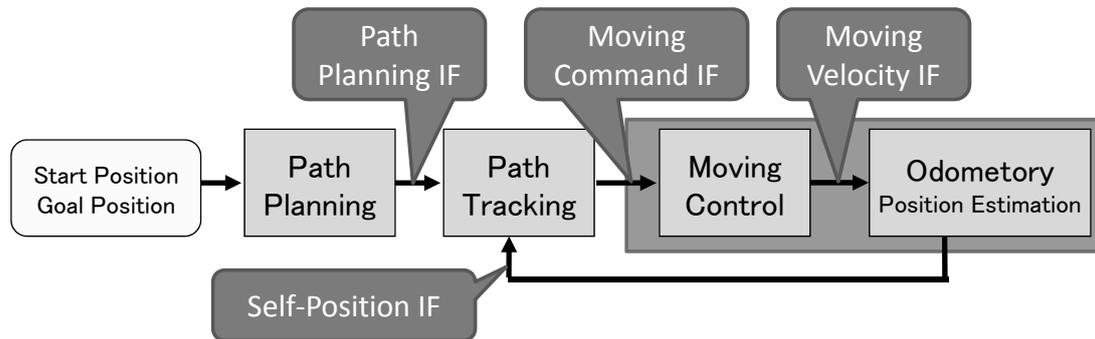 Path
Planning IF
Moving
Command IF
Moving
Velocity IF
Start Position
Goal Position
Path
Planning
Path
Tracking
Moving
Control
Odometory
Position Estimation
Self-Position IF